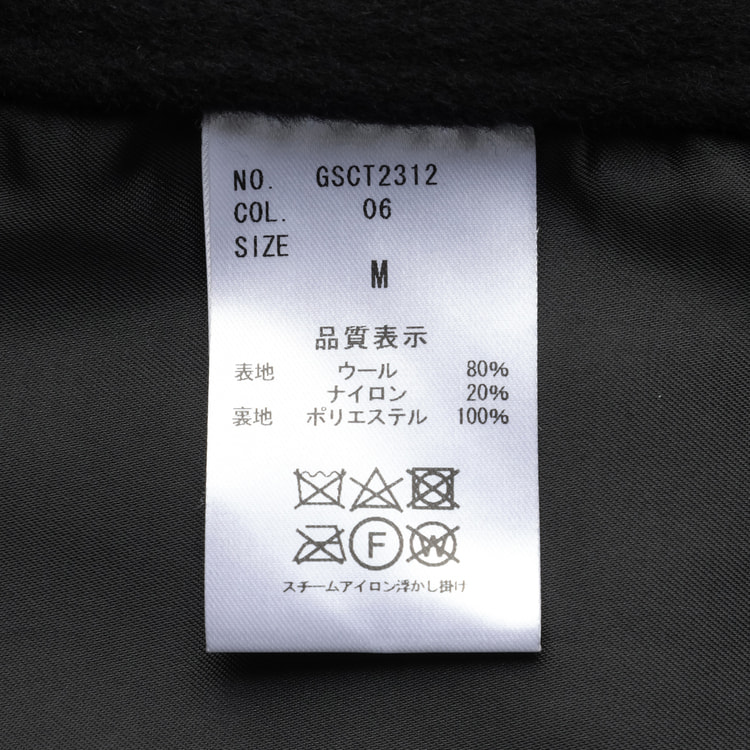 NO. GSCT2312
COL. 06
SIZE
M
品質表示
表地 ウール 80%
ナイロン 20%
裏地 ポリエステル 100%
F W
スチームアイロン浮かし掛け